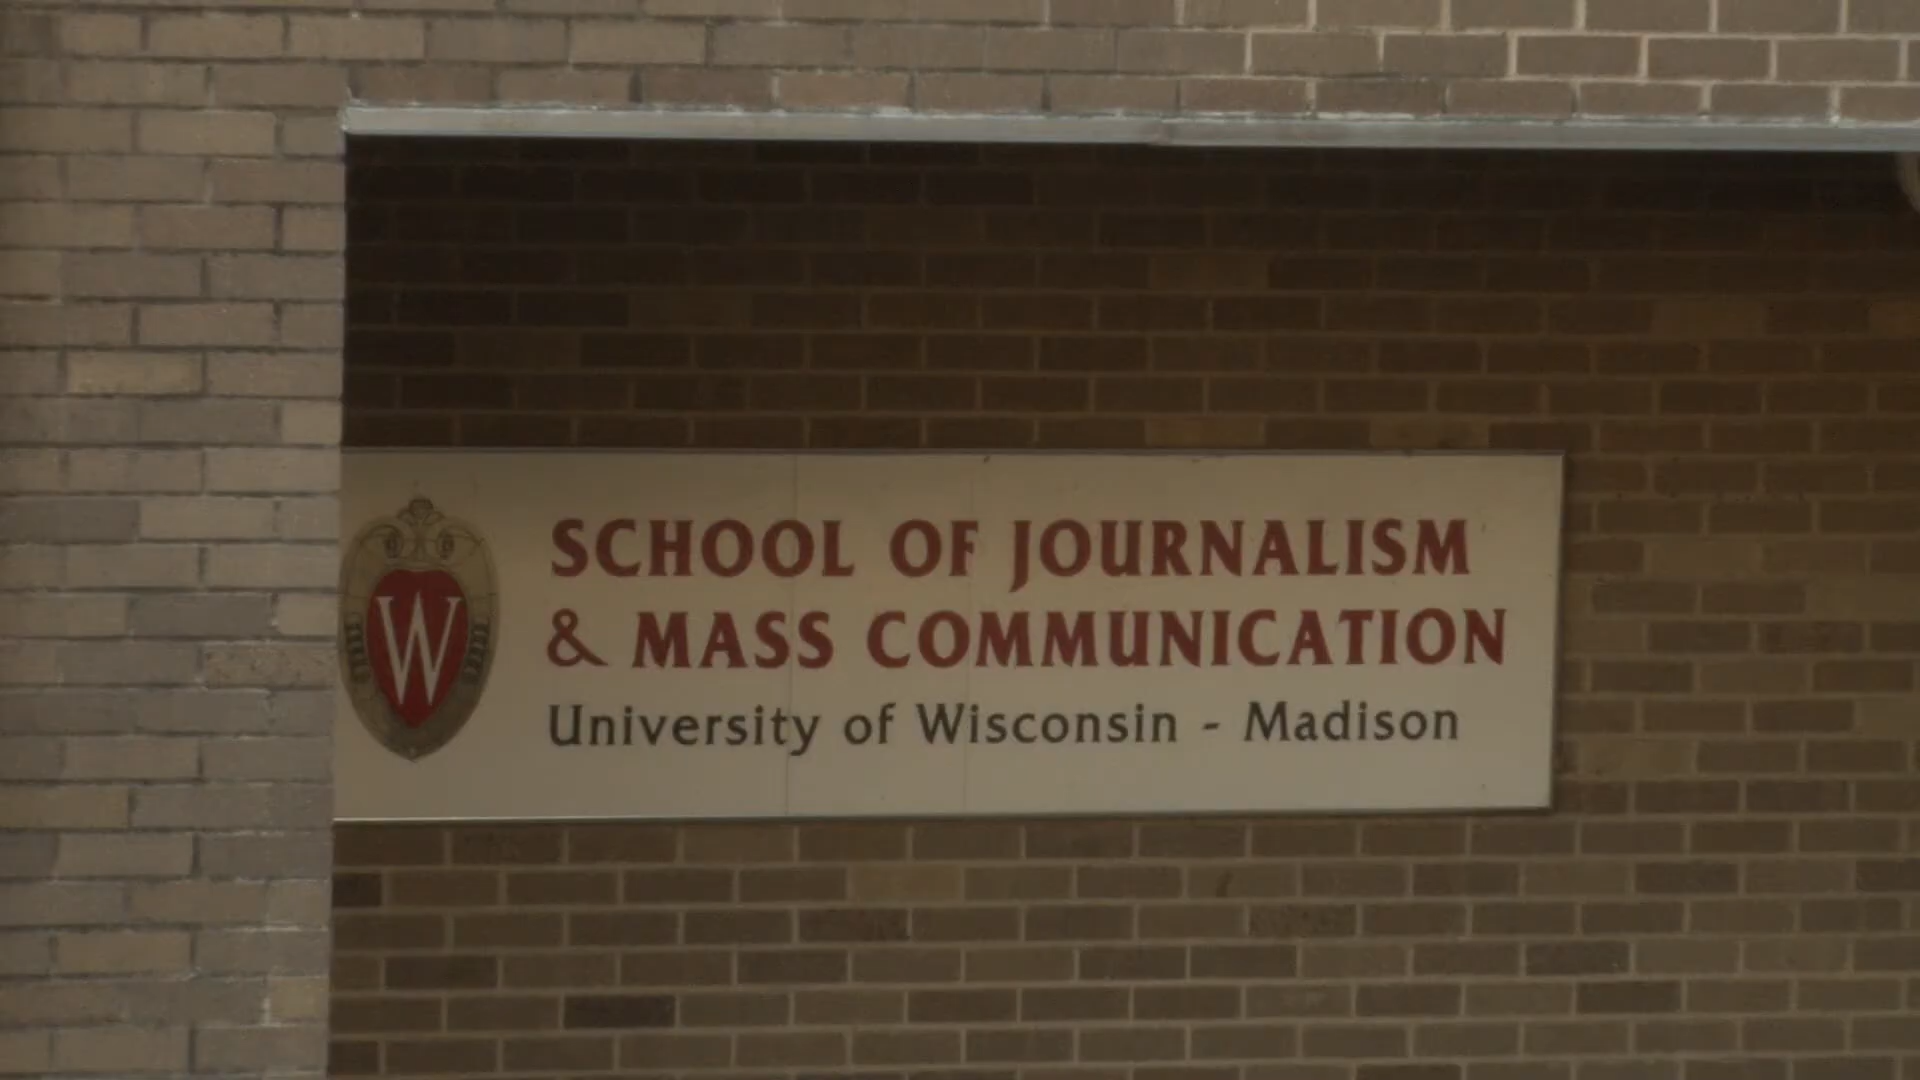 W
SCHOOL OF JOURNALISM
& MASS COMMUNICATION
University of Wisconsin - Madison